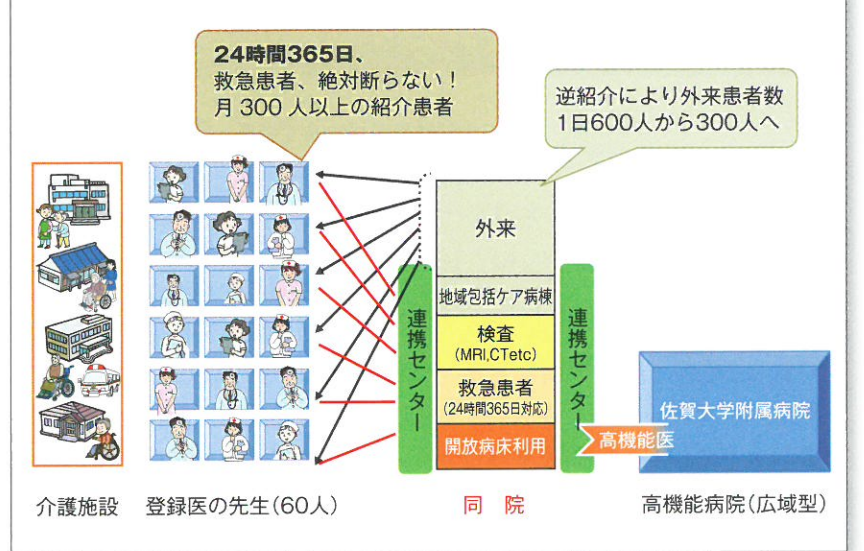 24時間365日、
救急患者、絶対断らない！
月300人以上の紹介患者
逆紹介により外来患者数
1日600人から300人へ
外来
地域包括ケア病棟
検査
(MRI,CTetc)
救急患者
(24時間365日対応)
開放病床利用
連携センター
連携センター
高機能医
佐賀大学附属病院
介護施設
登録医の先生(60人)
同　院
高機能病院(広域型)